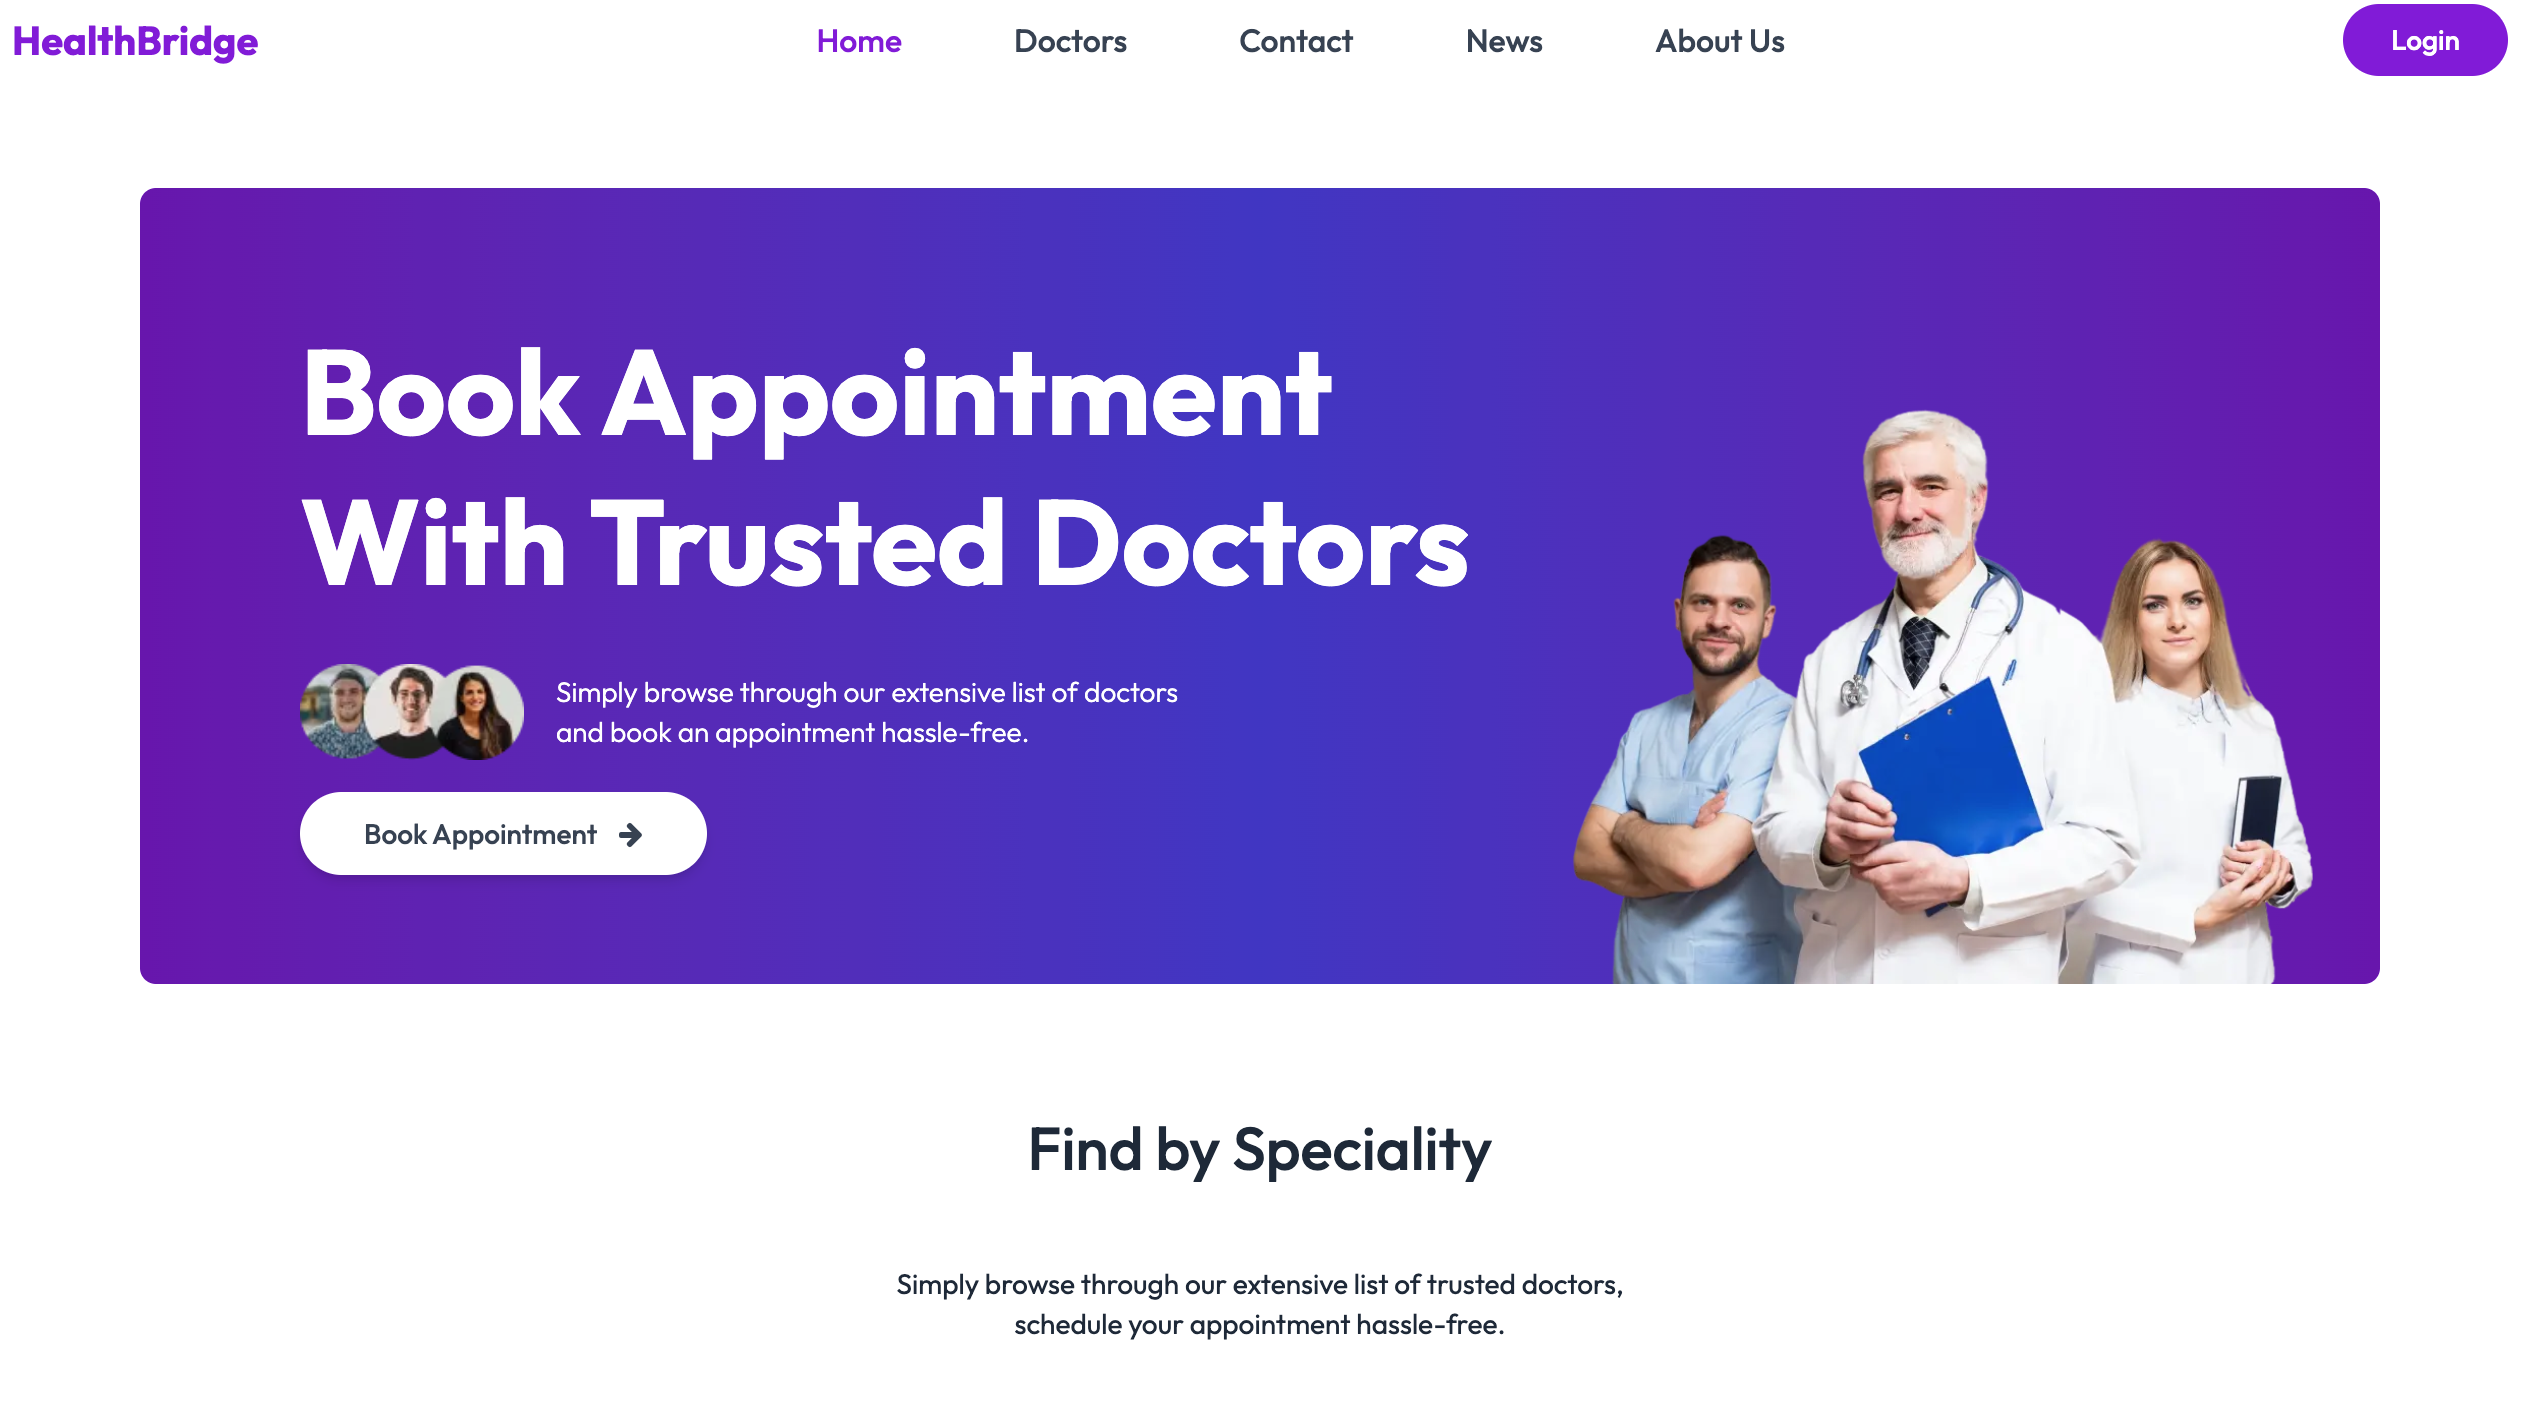 HealthBridge
Home
Doctors
Contact
News
About Us
Login
Book Appointment
With Trusted Doctors
Simply browse through our extensive list of doctors
and book an appointment hassle-free.
Book Appointment
Find by Speciality
Simply browse through our extensive list of trusted doctors,
schedule your appointment hassle-free.